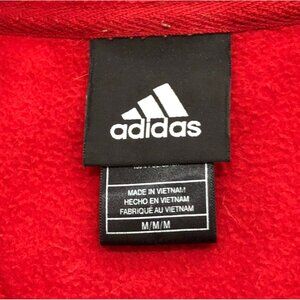 adidas
MADE IN VIETNAM
HECHO EN VIETNAM
FABRIQUÉ AU VIETNAM
M/M/M